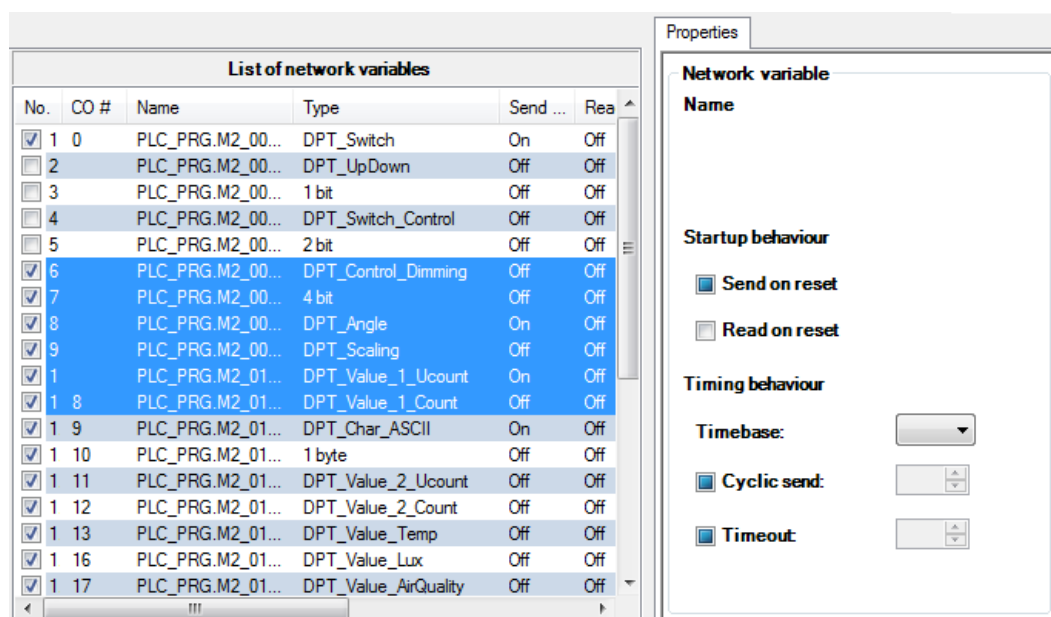 List of network variables
No. CO # Name Type Send ... Rea
1 0 PLC_PRG.M2_00... DPT_Switch On Off
2 PLC_PRG.M2_00... DPT_UpDown Off Off
3 PLC_PRG.M2_00... 1 bit Off Off
4 PLC_PRG.M2_00... DPT_Switch_Control Off Off
5 PLC_PRG.M2_00... 2 bit Off Off
6 PLC_PRG.M2_00... DPT_Control_Dimming Off Off
7 PLC_PRG.M2_00... 4 bit Off Off
8 PLC_PRG.M2_00... DPT_Angle On Off
9 PLC_PRG.M2_00... DPT_Scaling Off Off
1 PLC_PRG.M2_01... DPT_Value_1_Ucount On Off
1 8 PLC_PRG.M2_01... DPT_Value_1_Count Off Off
1 9 PLC_PRG.M2_01... DPT_Char_ASCII On Off
1 10 PLC_PRG.M2_01... 1 byte Off Off
1 11 PLC_PRG.M2_01... DPT_Value_2_Ucount Off Off
1 12 PLC_PRG.M2_01... DPT_Value_2_Count Off Off
1 13 PLC_PRG.M2_01... DPT_Value_Temp Off Off
1 16 PLC_PRG.M2_01... DPT_Value_Lux Off Off
1 17 PLC_PRG.M2_01... DPT_Value_AirQuality Off Off
Properties
Network variable
Name
Startup behaviour
Send on reset
Read on reset
Timing behaviour
Timebase:
Cyclic send:
Timeout: